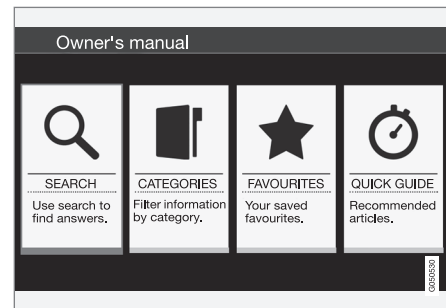 Owner's manual
SEARCH
Use search to
find answers.
CATEGORIES
Filter information
by category.
FAVOURITES
Your saved
favourites.
QUICK GUIDE
Recommended
articles.
G050530